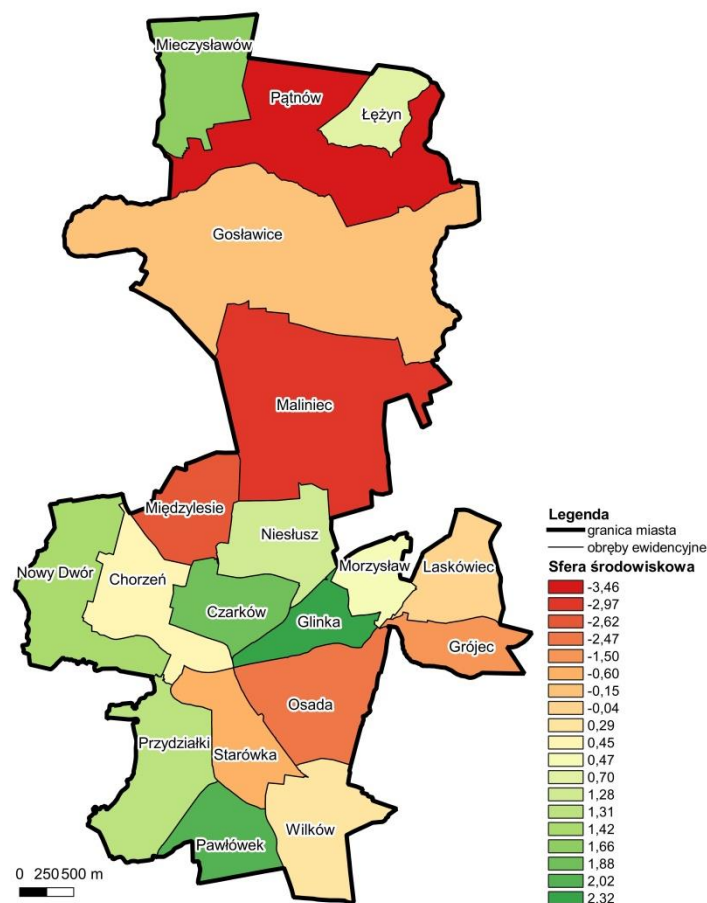 Mieczysławów
Pątnów
Łężyn
Gosławice
Maliniec
Międzylesie
Niesłusz
Nowy Dwór
Chorzeń
Morzysław
Laskówiec
Czarków
Glinka
Grójec
Osada
Przydziałki
Starówka
Wilków
Pawłówek
0 250 500 m
Legenda
granica miasta
obręby ewidencyjne
Sfera środowiskowa
-3,46
-2,97
-2,62
-2,47
-1,50
-0,60
-0,15
-0,04
0,29
0,45
0,47
0,70
1,28
1,31
1,42
1,66
1,88
2,02
2,32